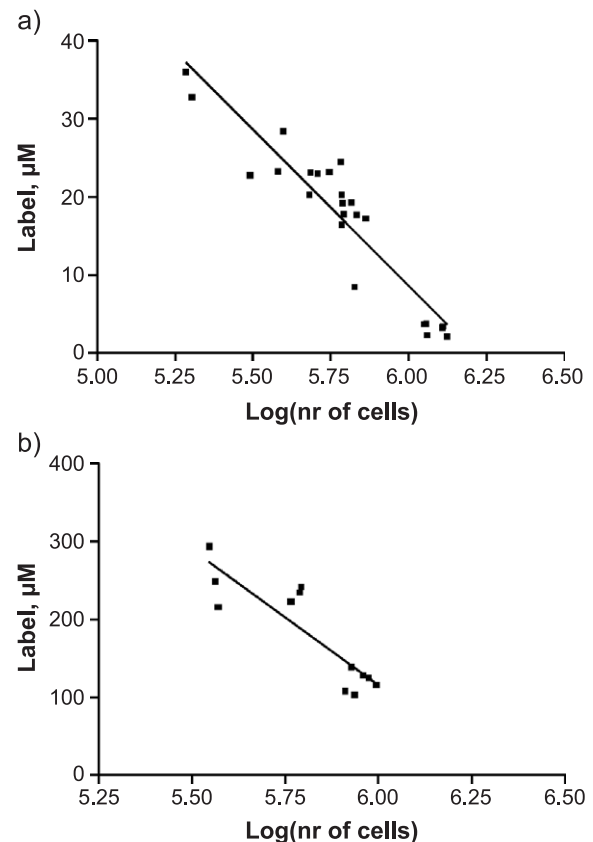 a)
40
30
20
10
0
Label, µM
5.00 5.25 5.50 5.75 6.00 6.25 6.50
Log(nr of cells)
b)
400
300
200
100
0
Label, µM
5.25 5.50 5.75 6.00 6.25 6.50
Log(nr of cells)